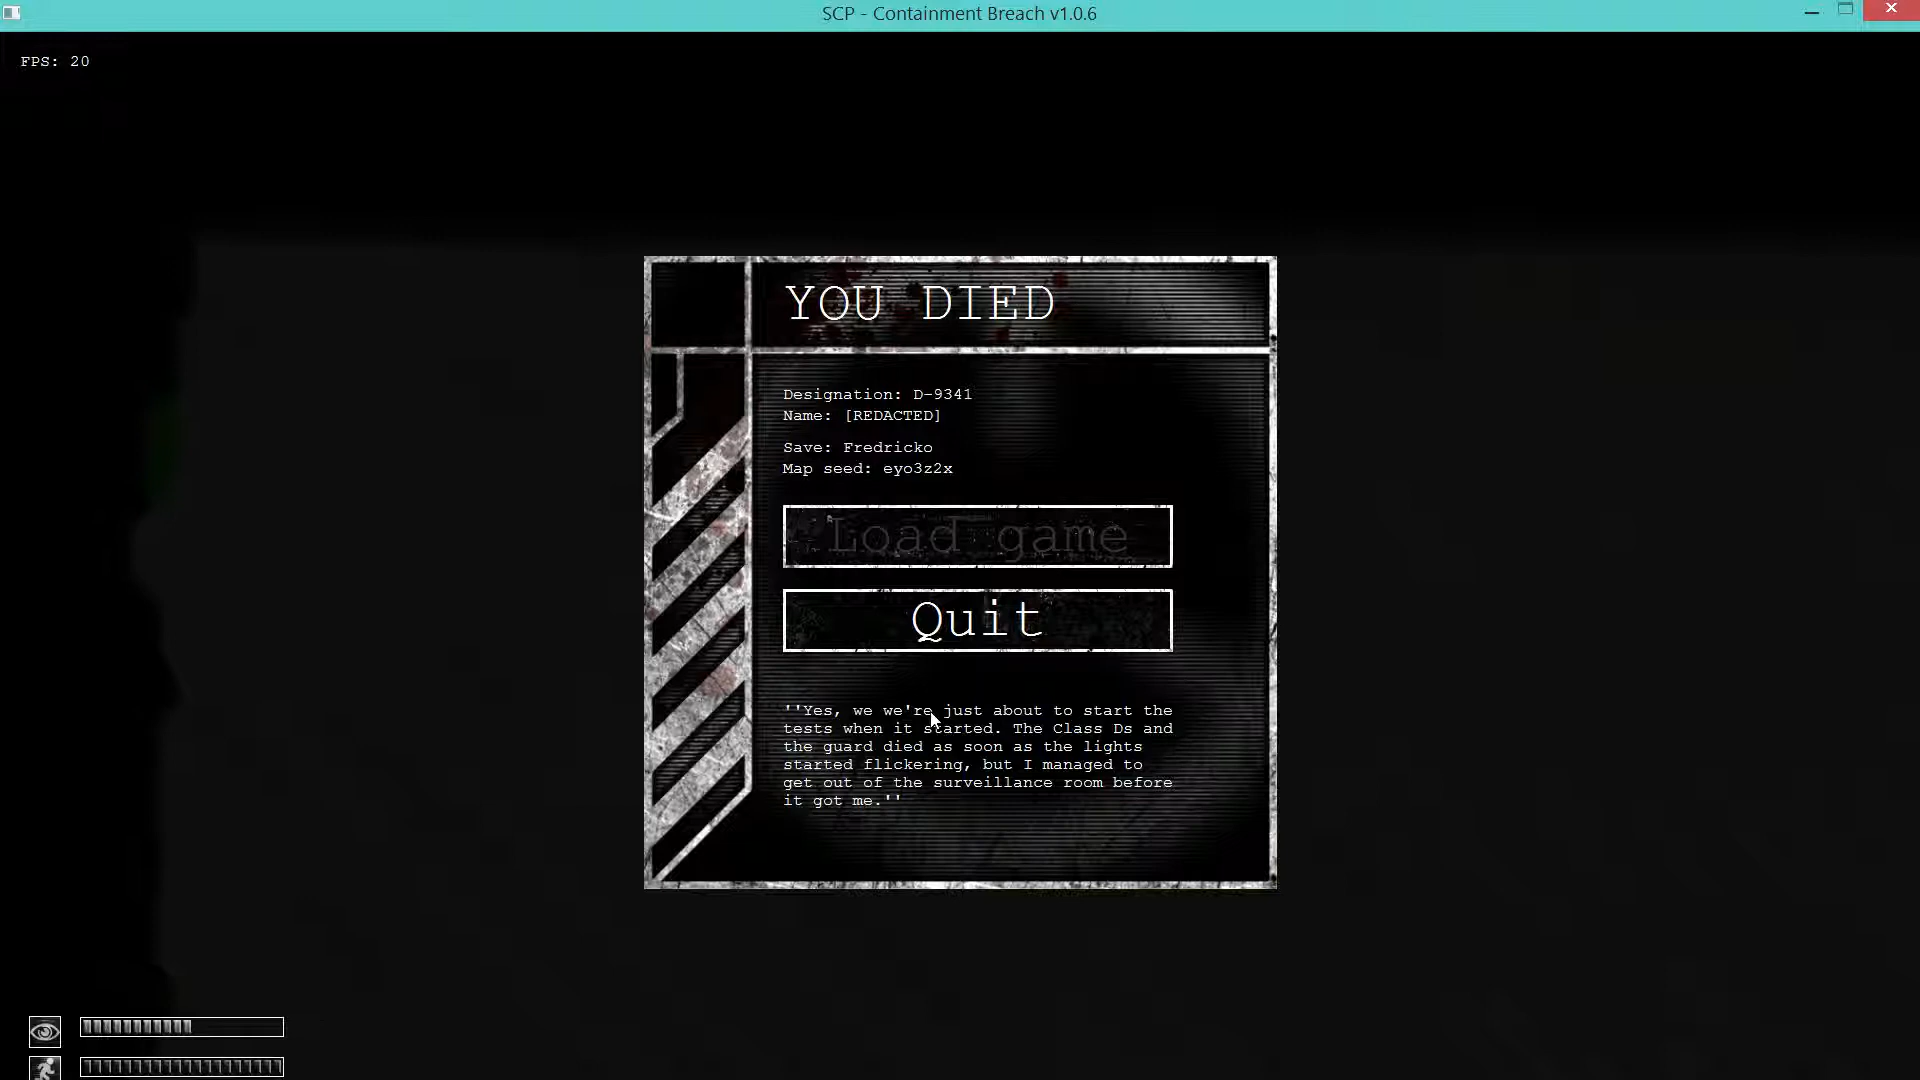 SCP - Containment Breach v1.0.6
FPS: 20
YOU DIED
Designation: D-9341
Name: [REDACTED]
Save: Fredricko
Map seed: eyo3z2x
Load game
Quit
''Yes, we we're just about to start the
tests when it started. The Class Ds and
the guard died as soon as the lights
started flickering, but I managed to
get out of the surveillance room before
it got me.''